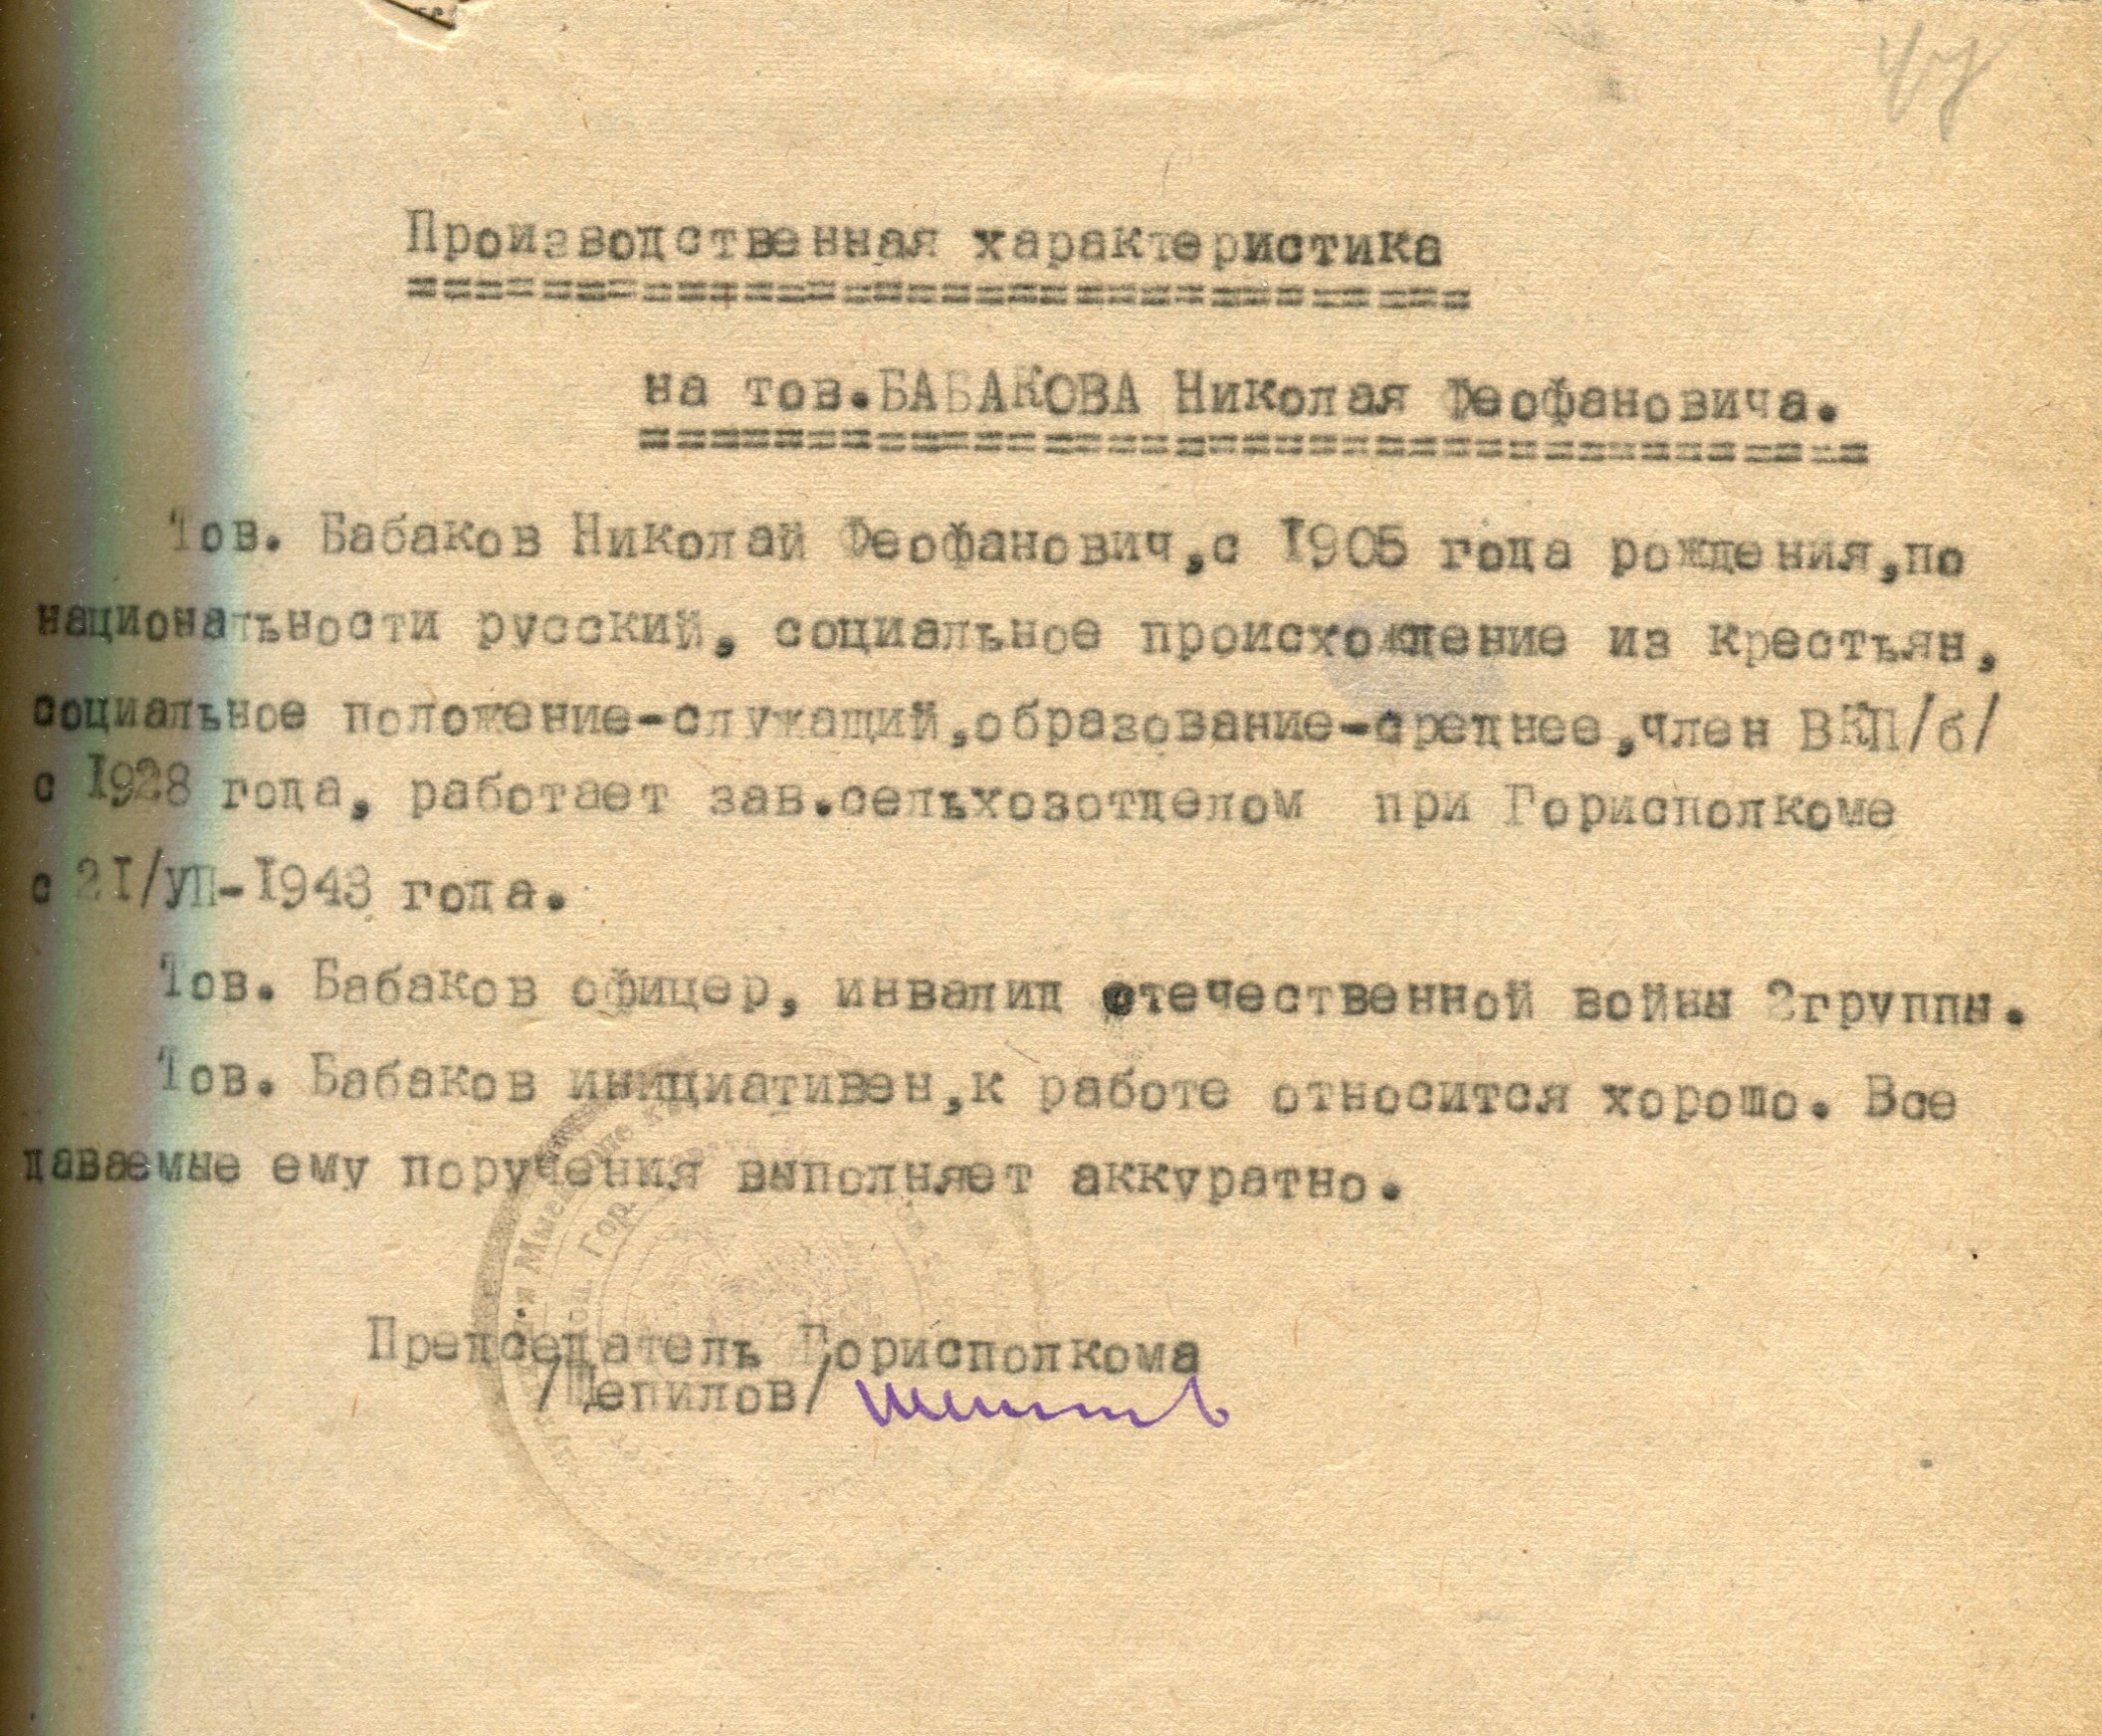 Производственная характеристика
на тов.БАБАКОВА Николая Феофановича.
Тов. Бабаков Николай Феофанович,с 1905 года рождения,по
национальности русский, социальное происхождение из крестьян,
социальное положение-служащий,образование-среднее,член ВКП/б/
с 1928 года, работает зав.сельхозотделом при Горисполкоме
с 21/УП-1943 года.
Тов. Бабаков офицер, инвалид отечественной войны 2группы.
Тов. Бабаков инициативен,к работе относится хорошо. Все
даваемые ему поручения выполняет аккуратно.
Председатель Горисполкома
/Щепилов/